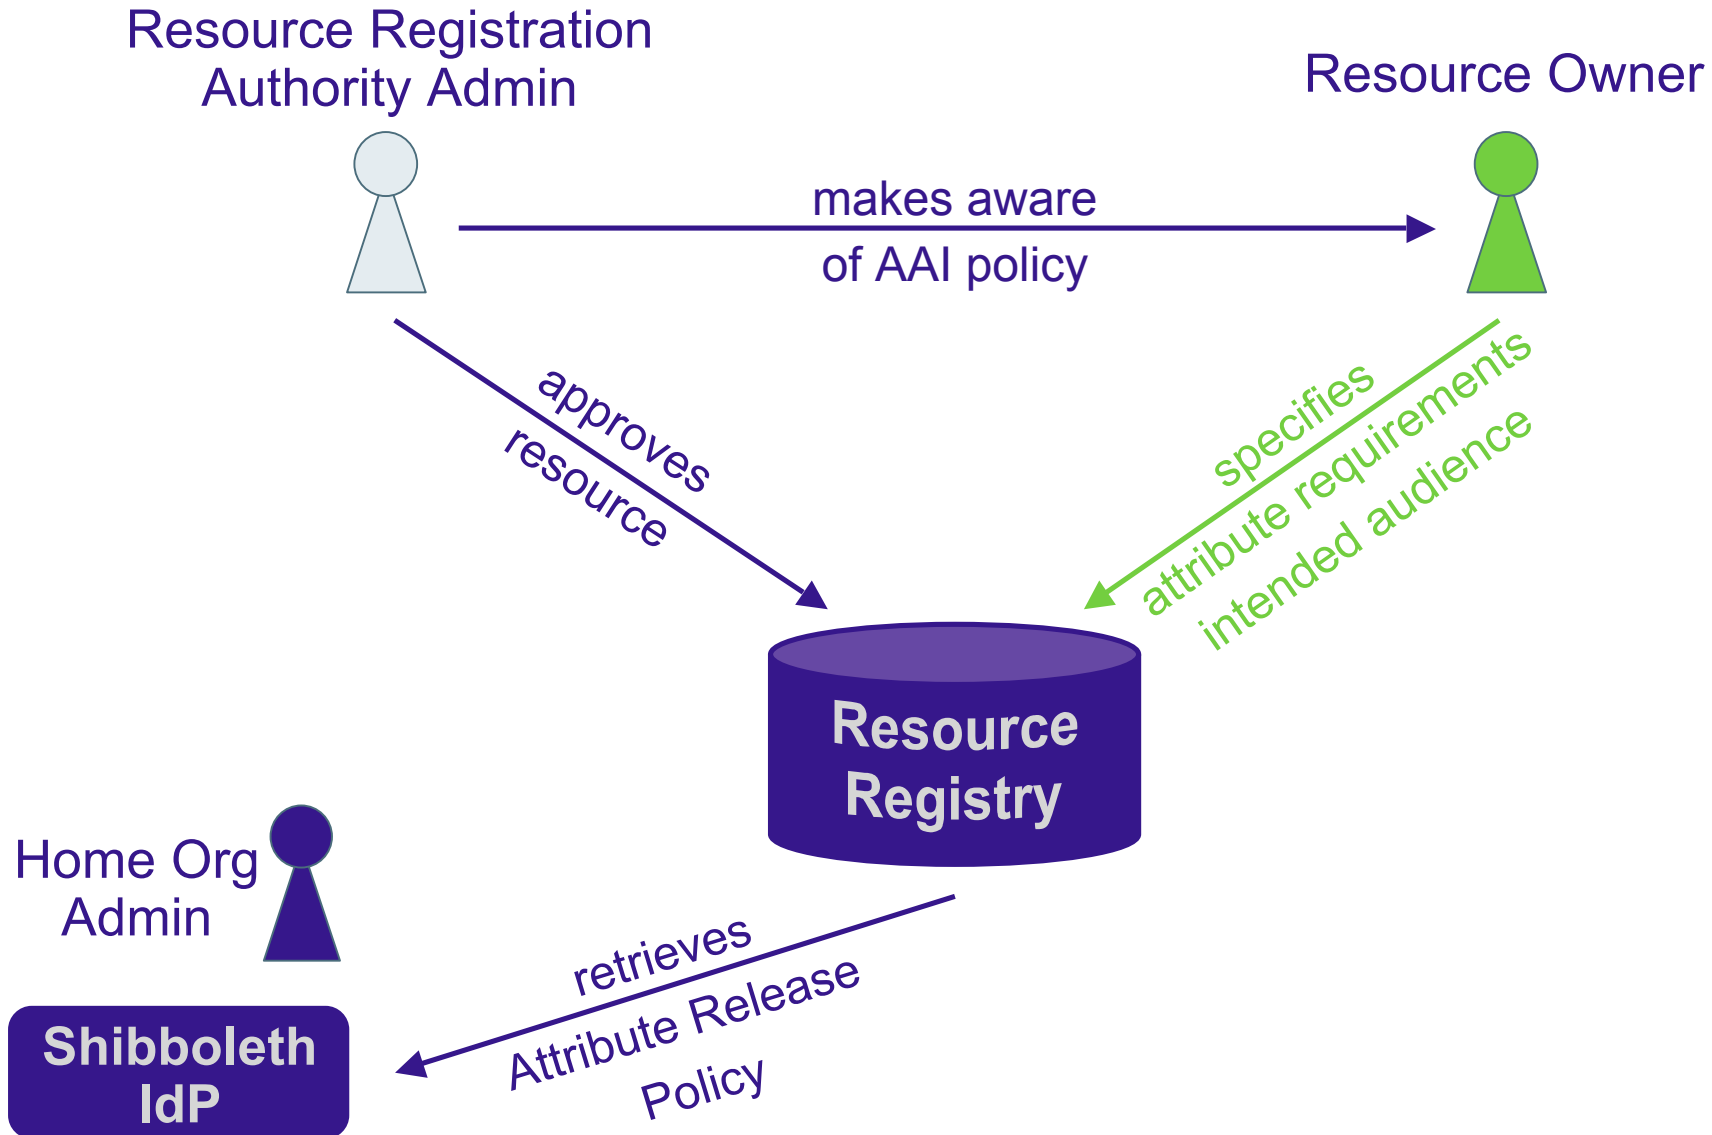 Resource Registration
Authority Admin
Resource Owner
makes aware
of AAI policy
approves
resource
specifies
attribute requirements
intended audience
Resource
Registry
Home Org
Admin
retrieves
Attribute Release
Policy
Shibboleth
IdP